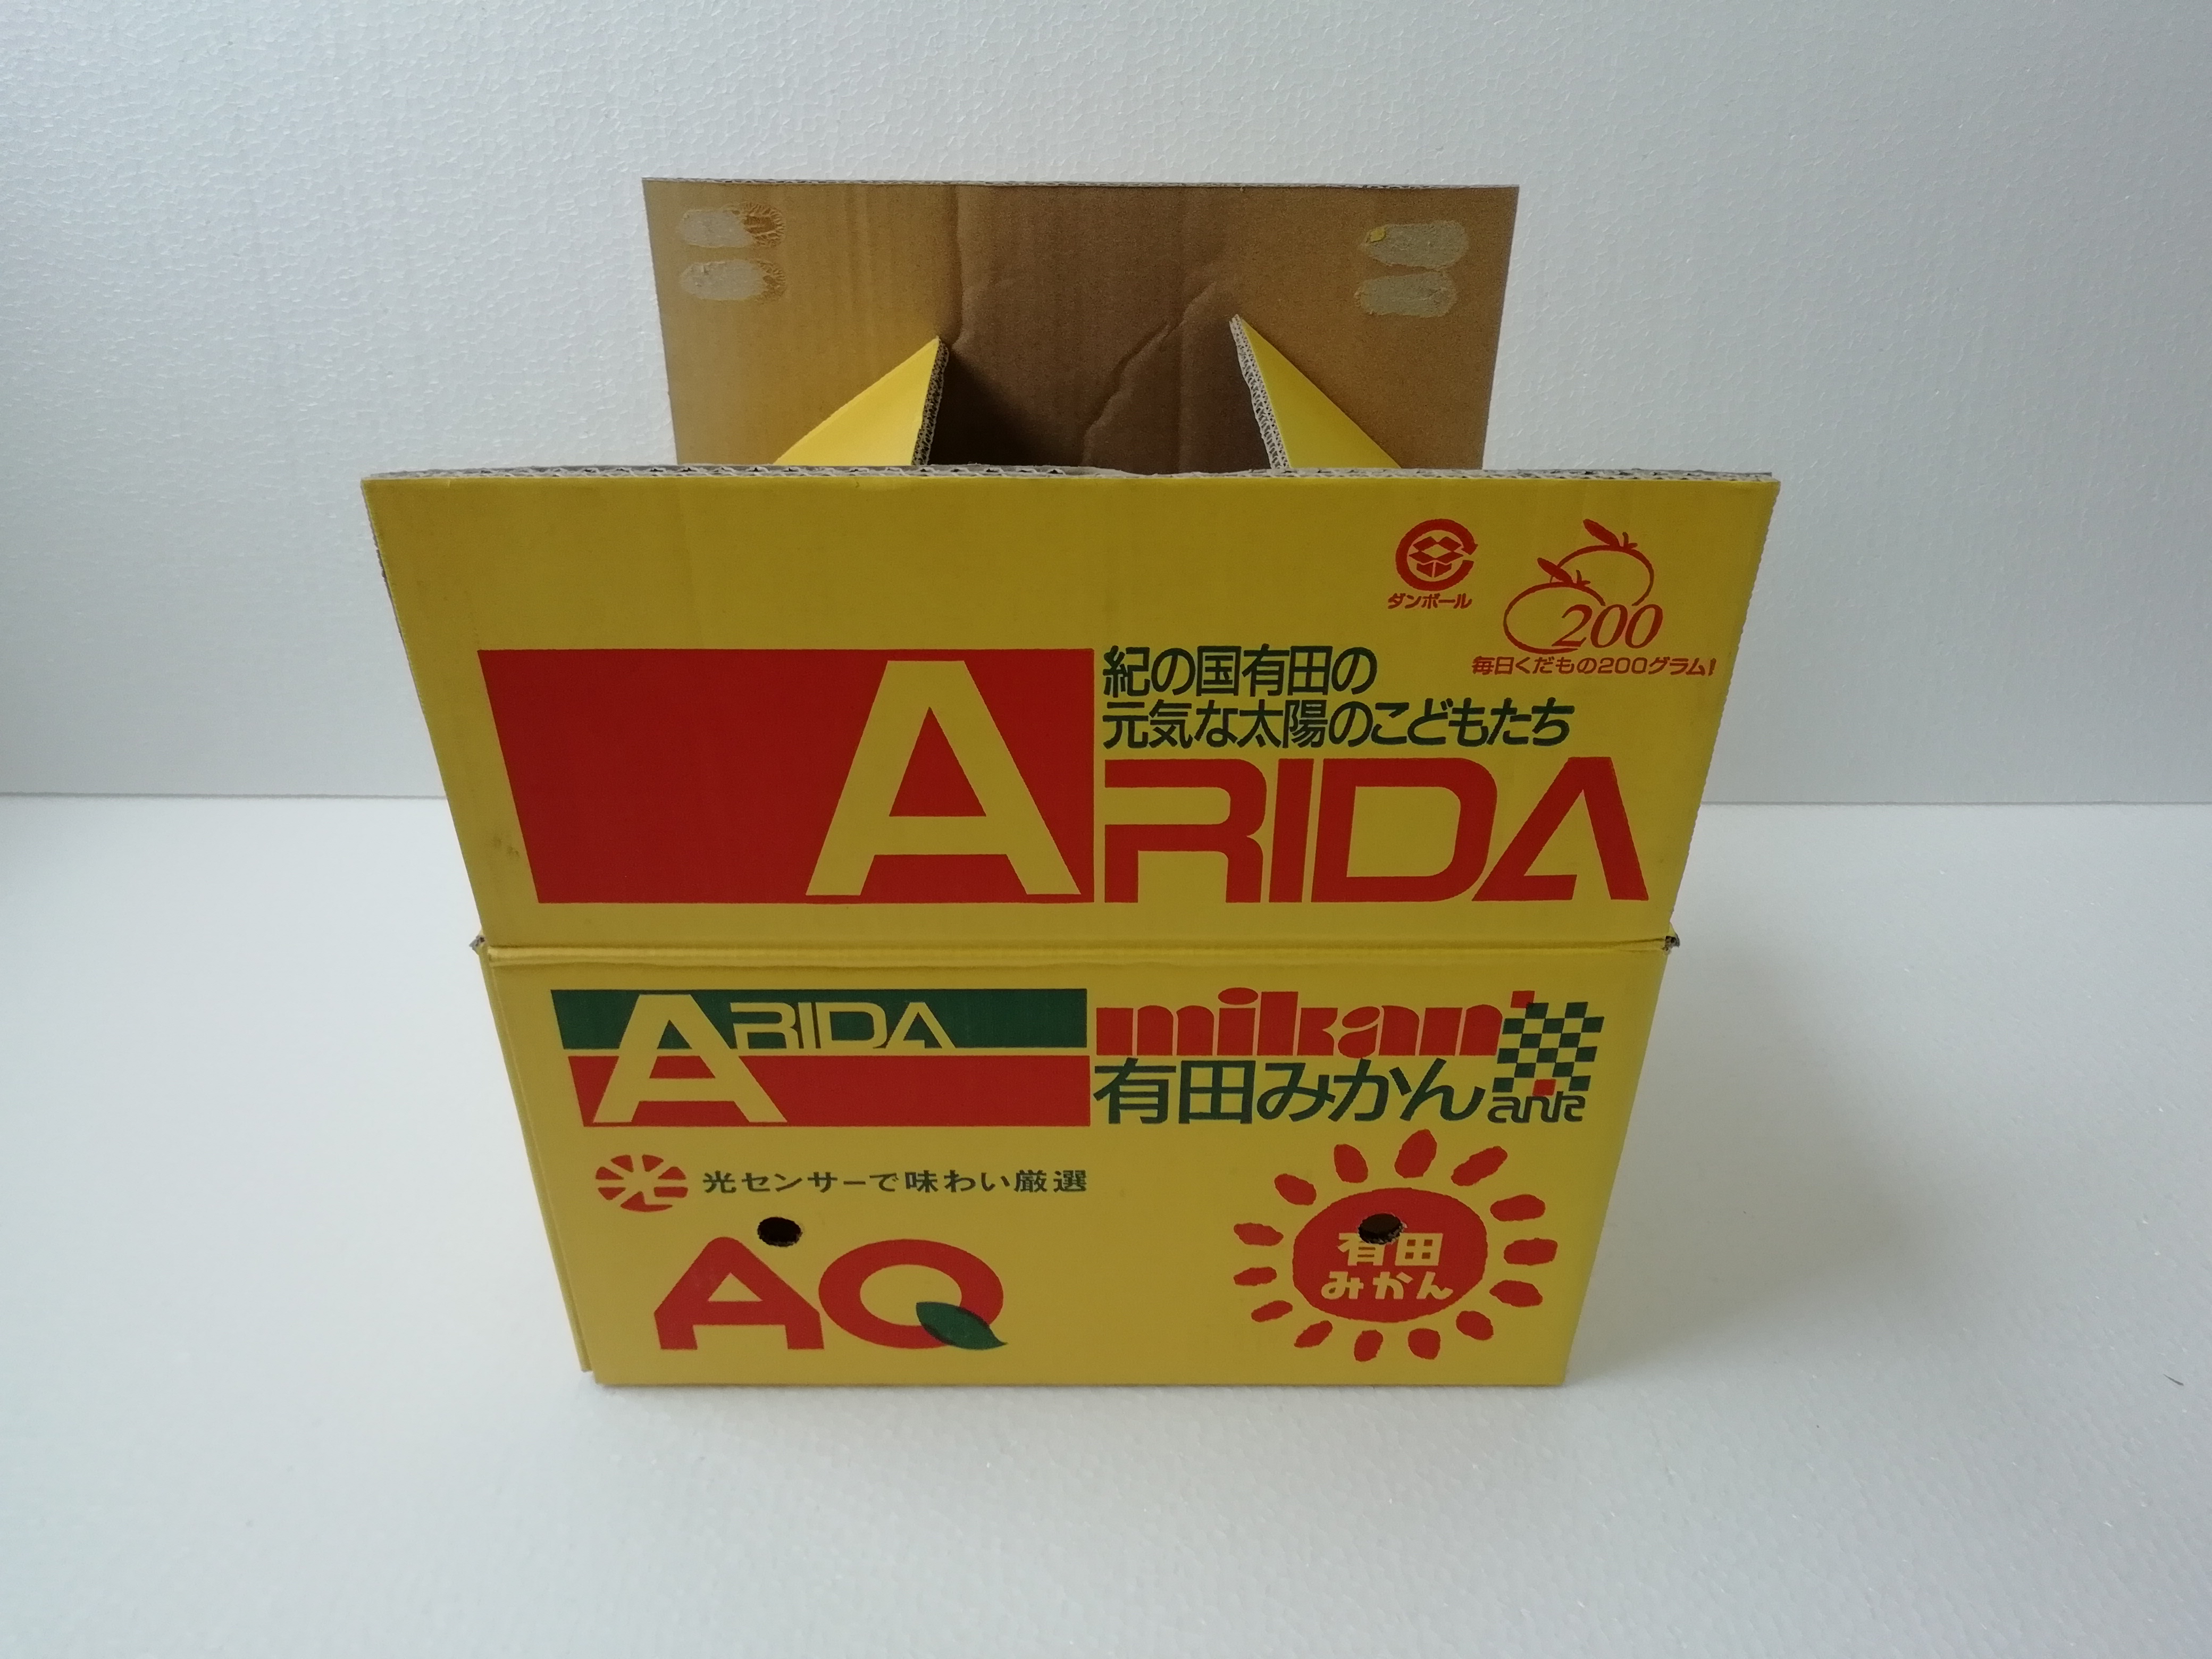 ダンボール
200
毎日くだもの200グラム!
紀の国有田の
元気な太陽のこどもたち
ARIDA
ARIDA
mikan
有田みかん
光
光センサーで味わい厳選
AQ
有田
みかん